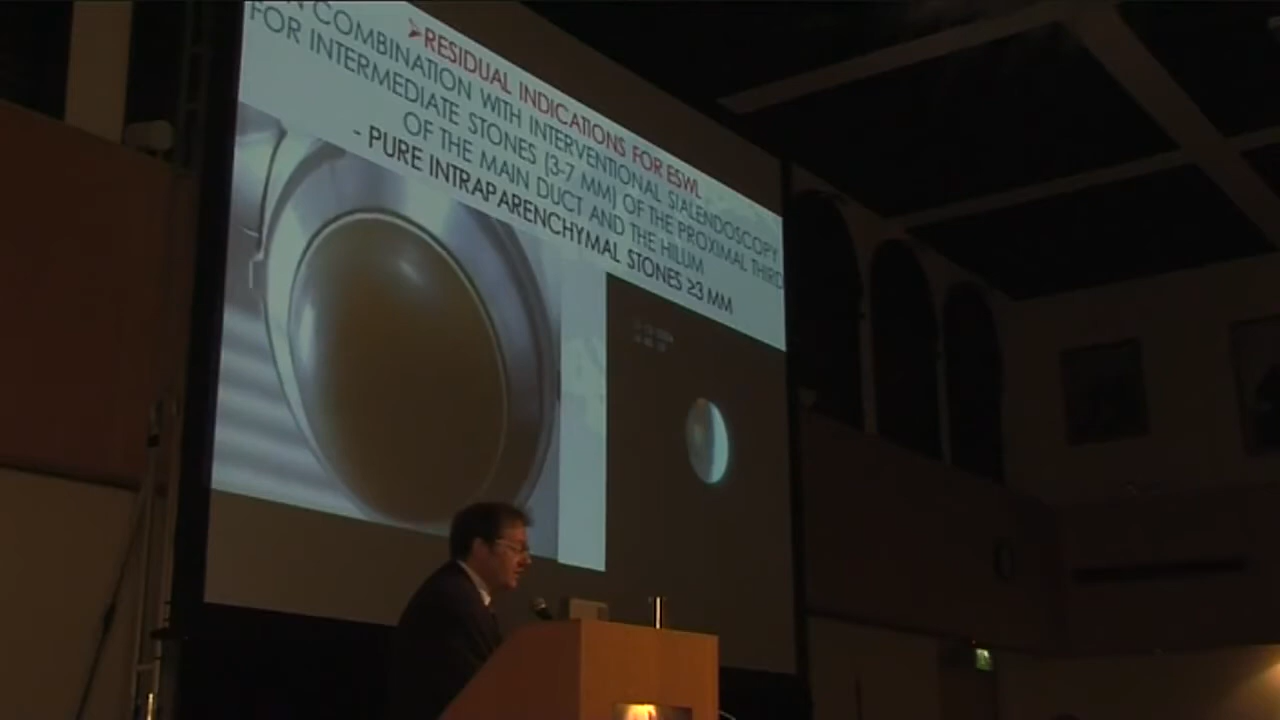 ➢RESIDUAL INDICATIONS FOR ESWL
N COMBINATION WITH INTERVENTIONAL SIALENDOSCOPY
FOR INTERMEDIATE STONES (3-7 MM) OF THE PROXIMAL THIRD
OF THE MAIN DUCT AND THE HILUM
- PURE INTRAPARENCHYMAL STONES ≥3 MM